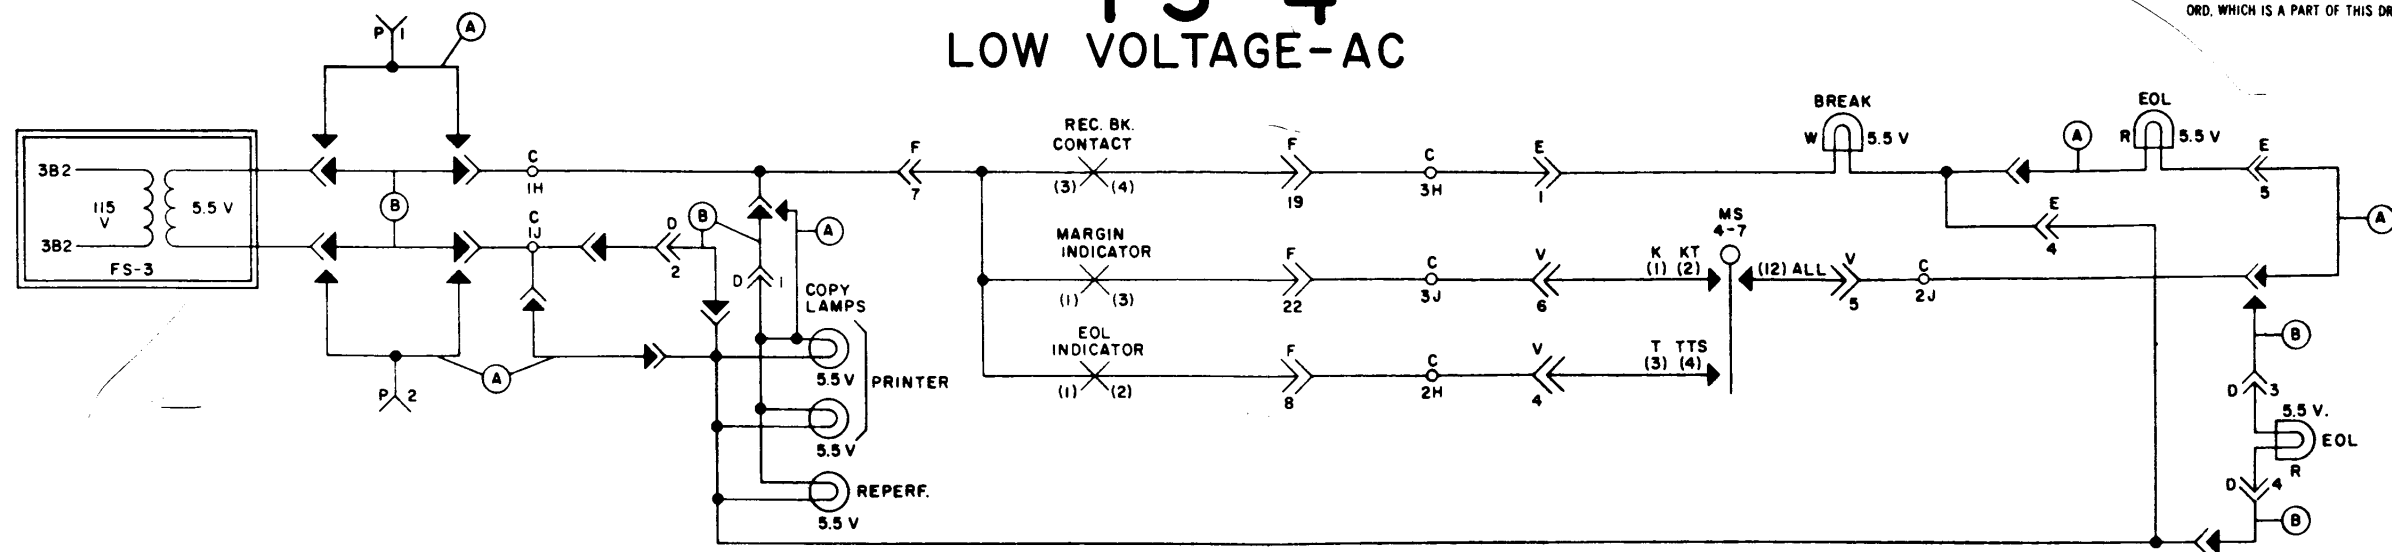 LOW VOLTAGE-AC
ORD, WHICH IS A PART OF THIS DR
P 1
A
3B2
115 V
5.5 V
3B2
FS-3
B
C
1H
C
1J
P 2
A
D
2
B
A
D 1
COPY LAMPS
5.5 V
PRINTER
5.5 V
REPERF.
5.5 V
F
7
REC. BK.
CONTACT
(3) (4)
F
19
C
3H
E
1
BREAK
W 5.5 V
A
EOL
R 5.5 V
E
5
A
E
4
MARGIN
INDICATOR
(1) (3)
F
22
C
3J
V
6
K KT
(1) (2)
MS
4-7
(12) ALL
V
5
C
2J
EOL
INDICATOR
(1) (2)
F
8
C
2H
V
4
T TTS
(3) (4)
B
D 3
5.5 V.
EOL
R
D 4
B